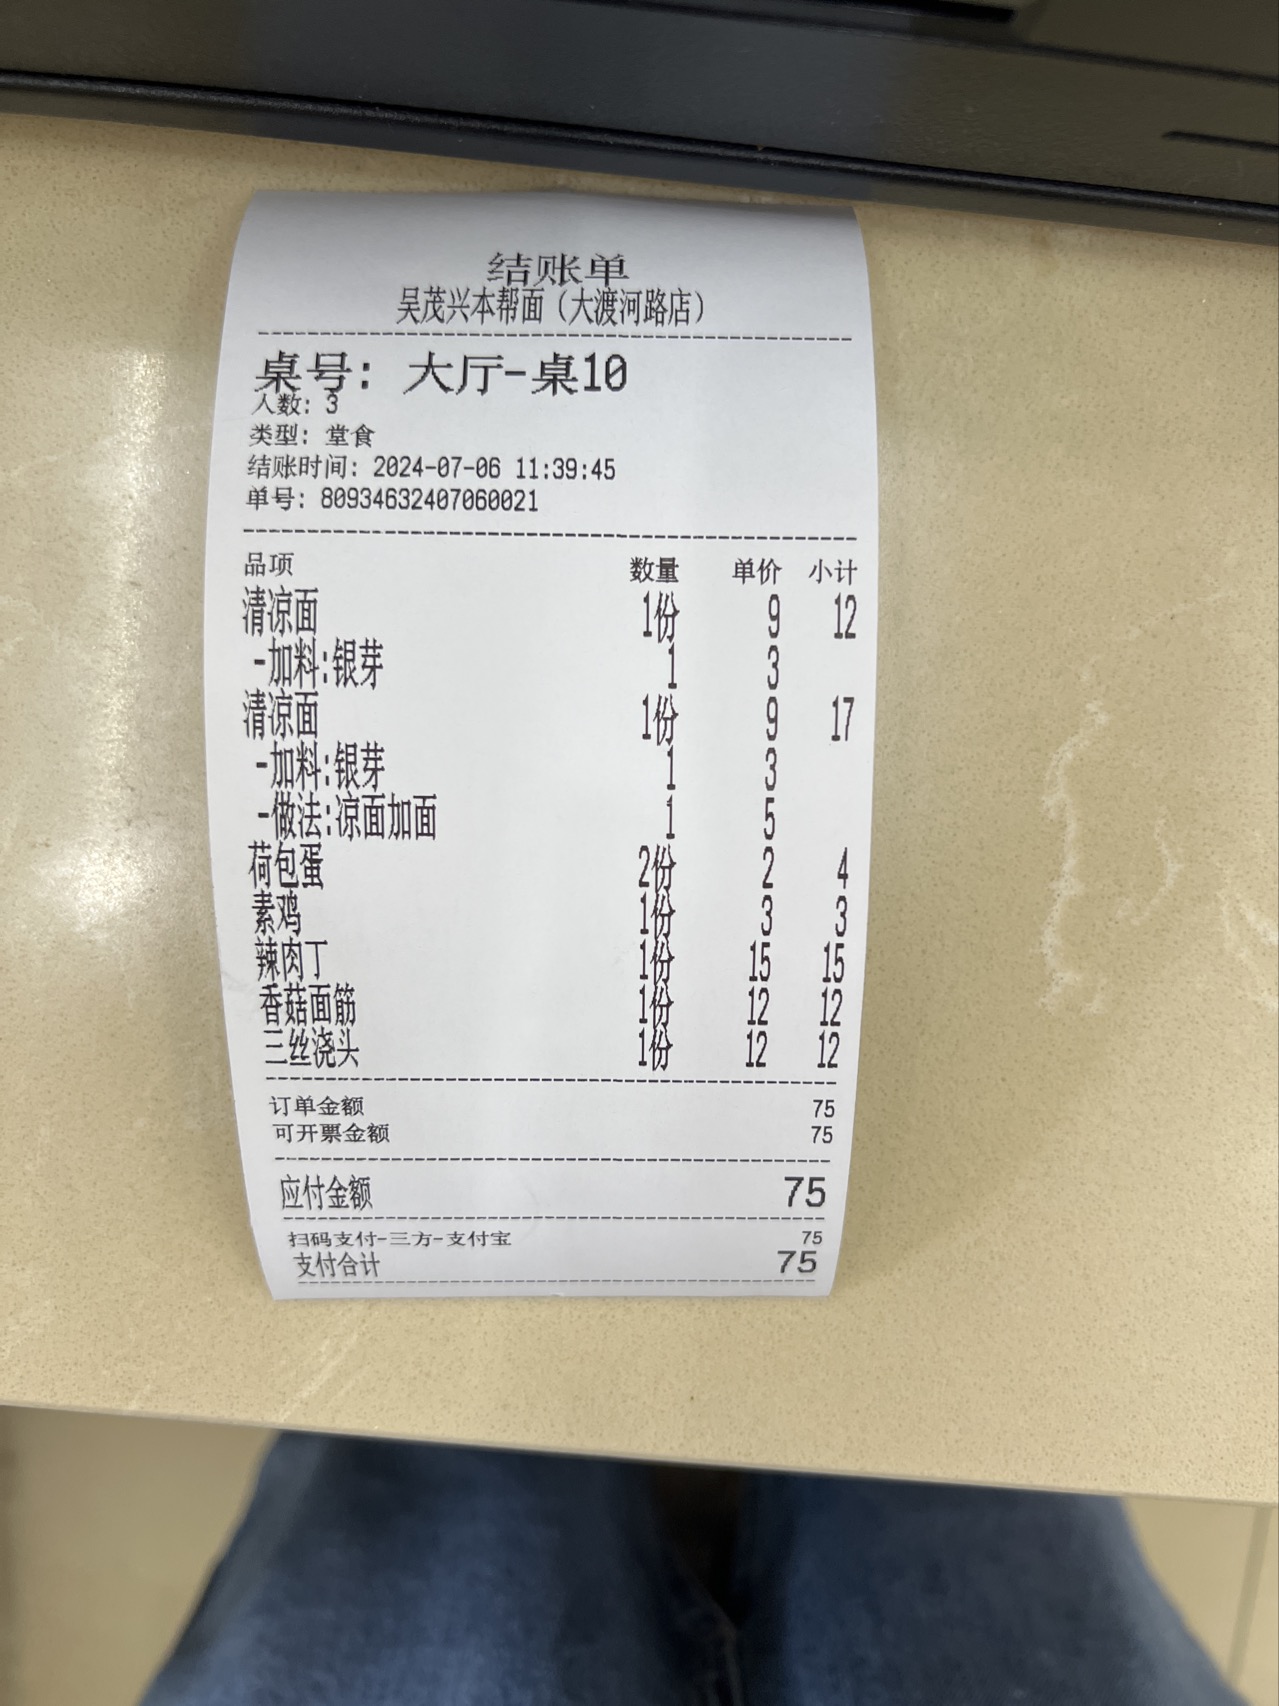 结账单
吴茂兴本帮面（大渡河路店）
桌号: 大厅-桌10
人数: 3
类型: 堂食
结账时间: 2024-07-06 11:39:45
单号: 80934632407060021
品项 数量 单价 小计
清凉面 1份 9 12
-加料:银芽 1 3
清凉面 1份 9 17
-加料:银芽 1 3
-做法:凉面加面 1 5
荷包蛋 2份 2 4
素鸡 1份 3 3
辣肉丁 1份 15 15
香菇面筋 1份 12 12
三丝浇头 1份 12 12
订单金额 75
可开票金额 75
应付金额 75
扫码支付-三方-支付宝 75
支付合计 75